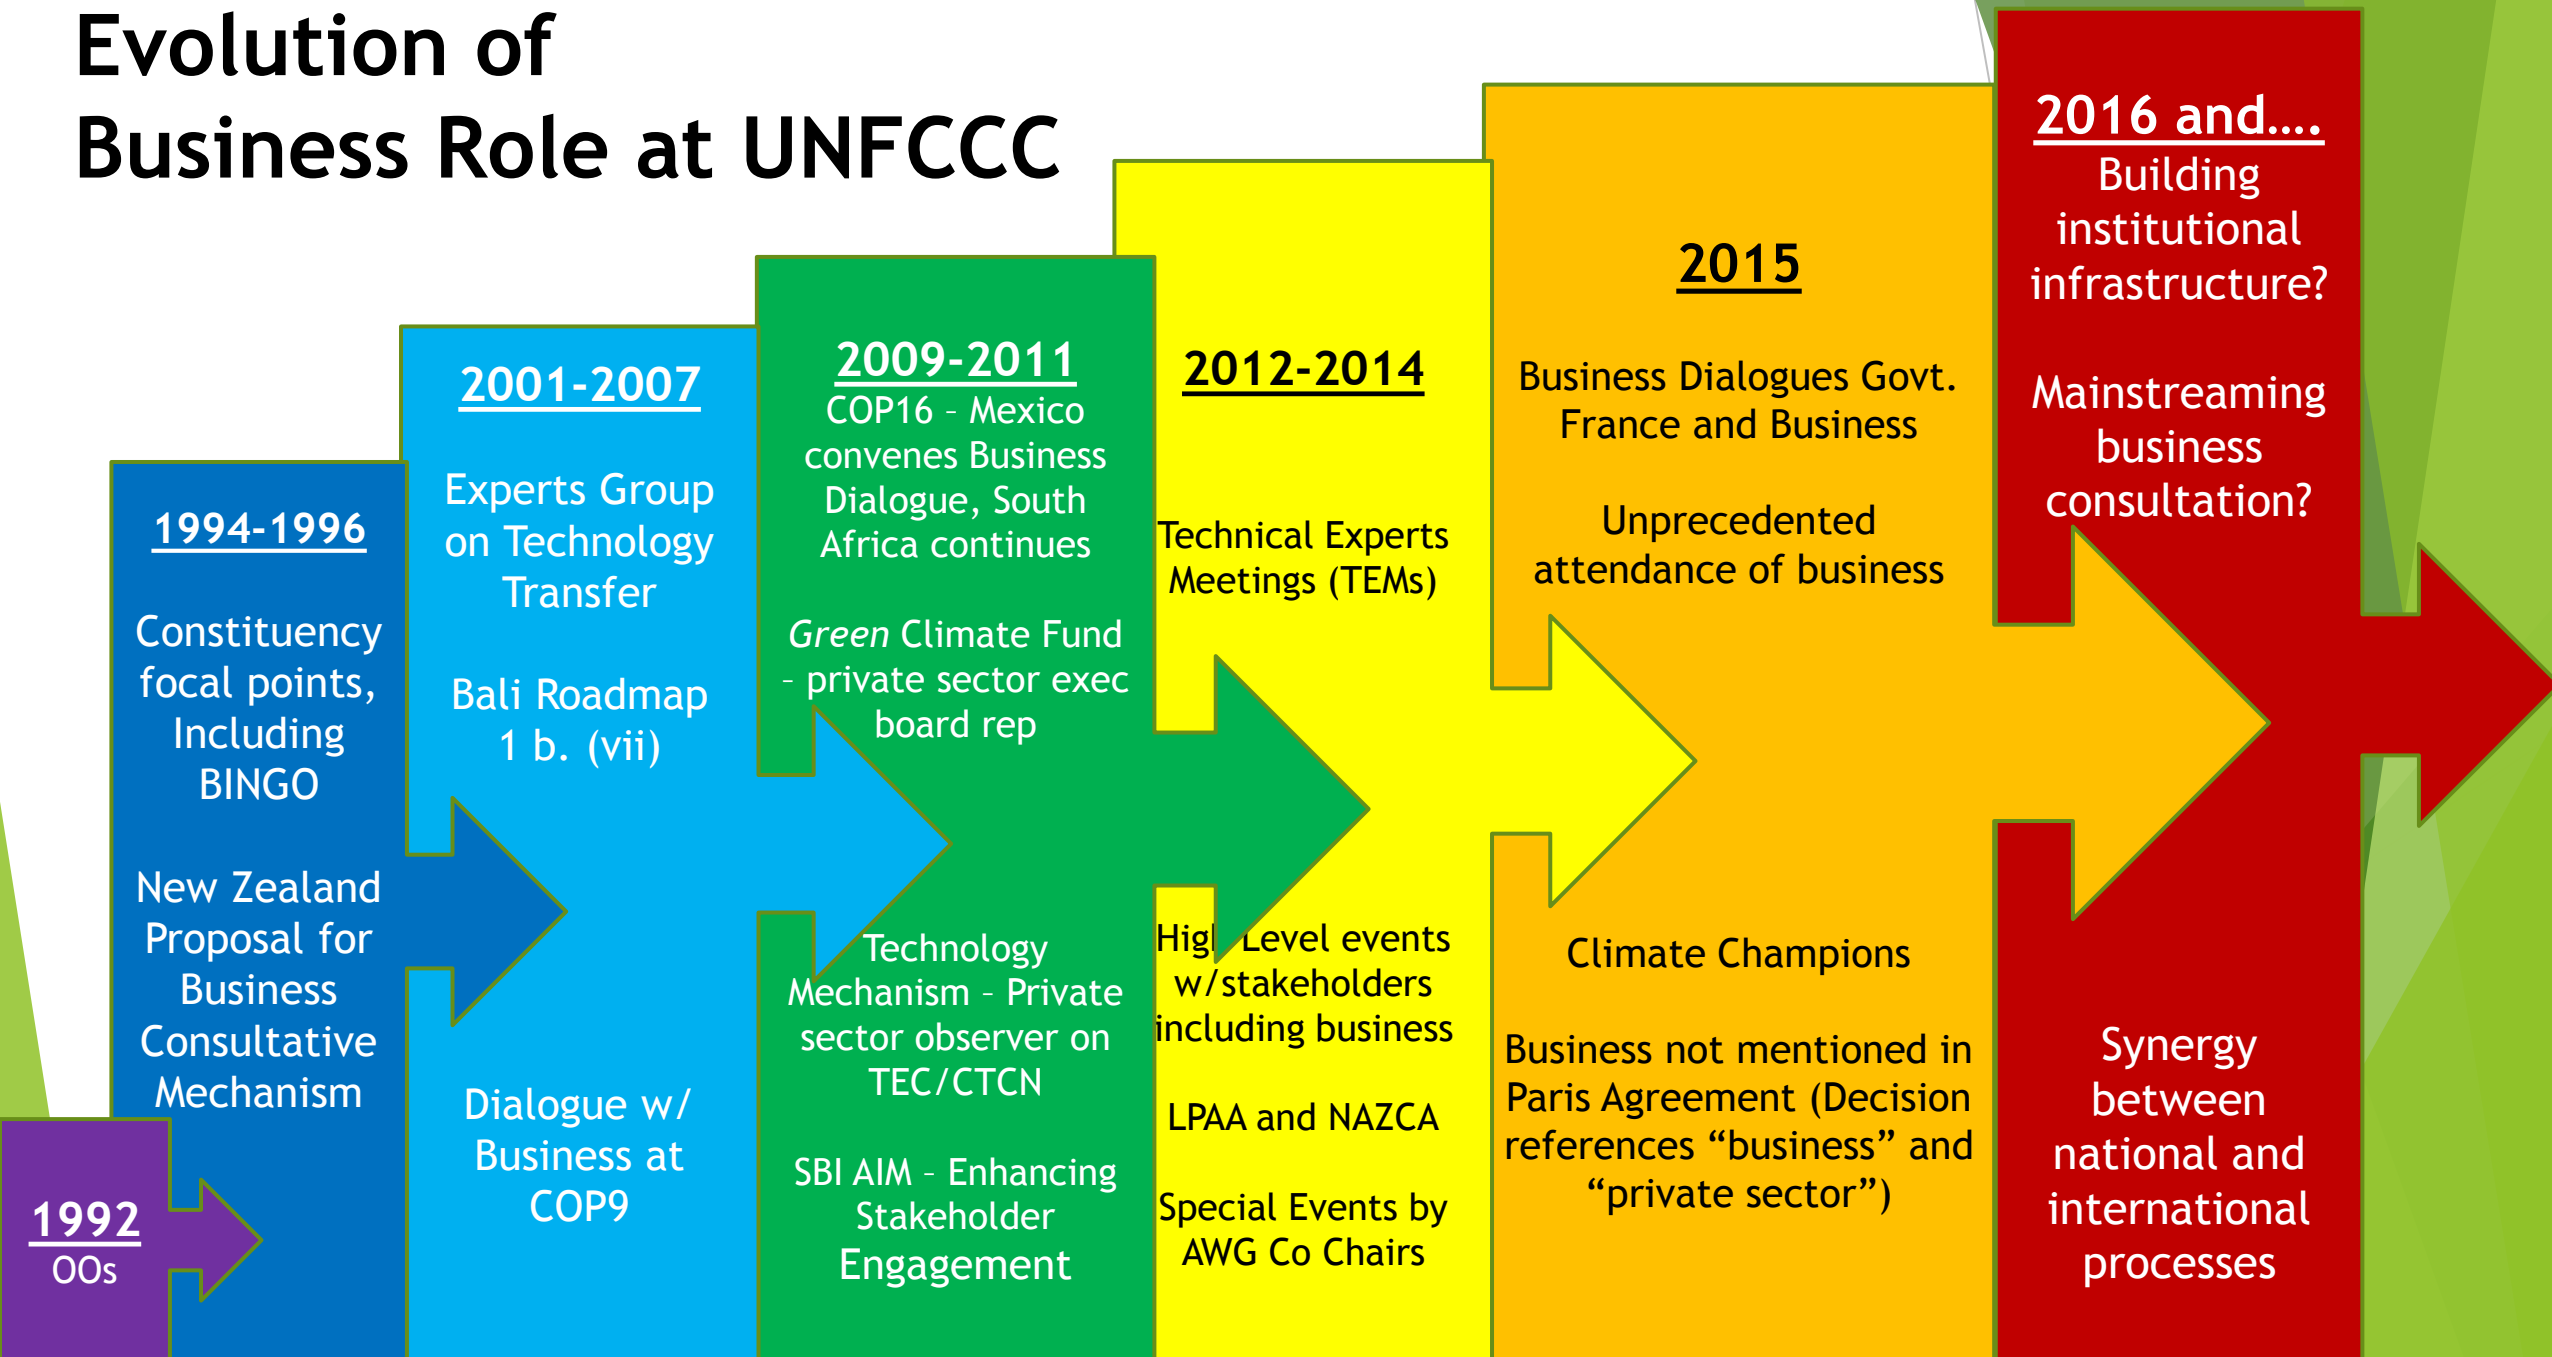 Evolution of
Business Role at UNFCCC
1992
OOs
1994-1996
Constituency
focal points,
Including
BINGO
New Zealand
Proposal for
Business
Consultative
Mechanism
2001-2007
Experts Group
on Technology
Transfer
Bali Roadmap
1 b. (vii)
Dialogue w/
Business at
COP9
2009-2011
COP16 – Mexico
convenes Business
Dialogue, South
Africa continues
Green Climate Fund
– private sector exec
board rep
Technology
Mechanism – Private
sector observer on
TEC/CTCN
SBI AIM – Enhancing
Stakeholder
Engagement
2012-2014
Technical Experts
Meetings (TEMs)
High Level events
w/stakeholders
including business
LPAA and NAZCA
Special Events by
AWG Co Chairs
2015
Business Dialogues Govt.
France and Business
Unprecedented
attendance of business
Climate Champions
Business not mentioned in
Paris Agreement (Decision
references “business” and
“private sector”)
2016 and….
Building
institutional
infrastructure?
Mainstreaming
business
consultation?
Synergy
between
national and
international
processes